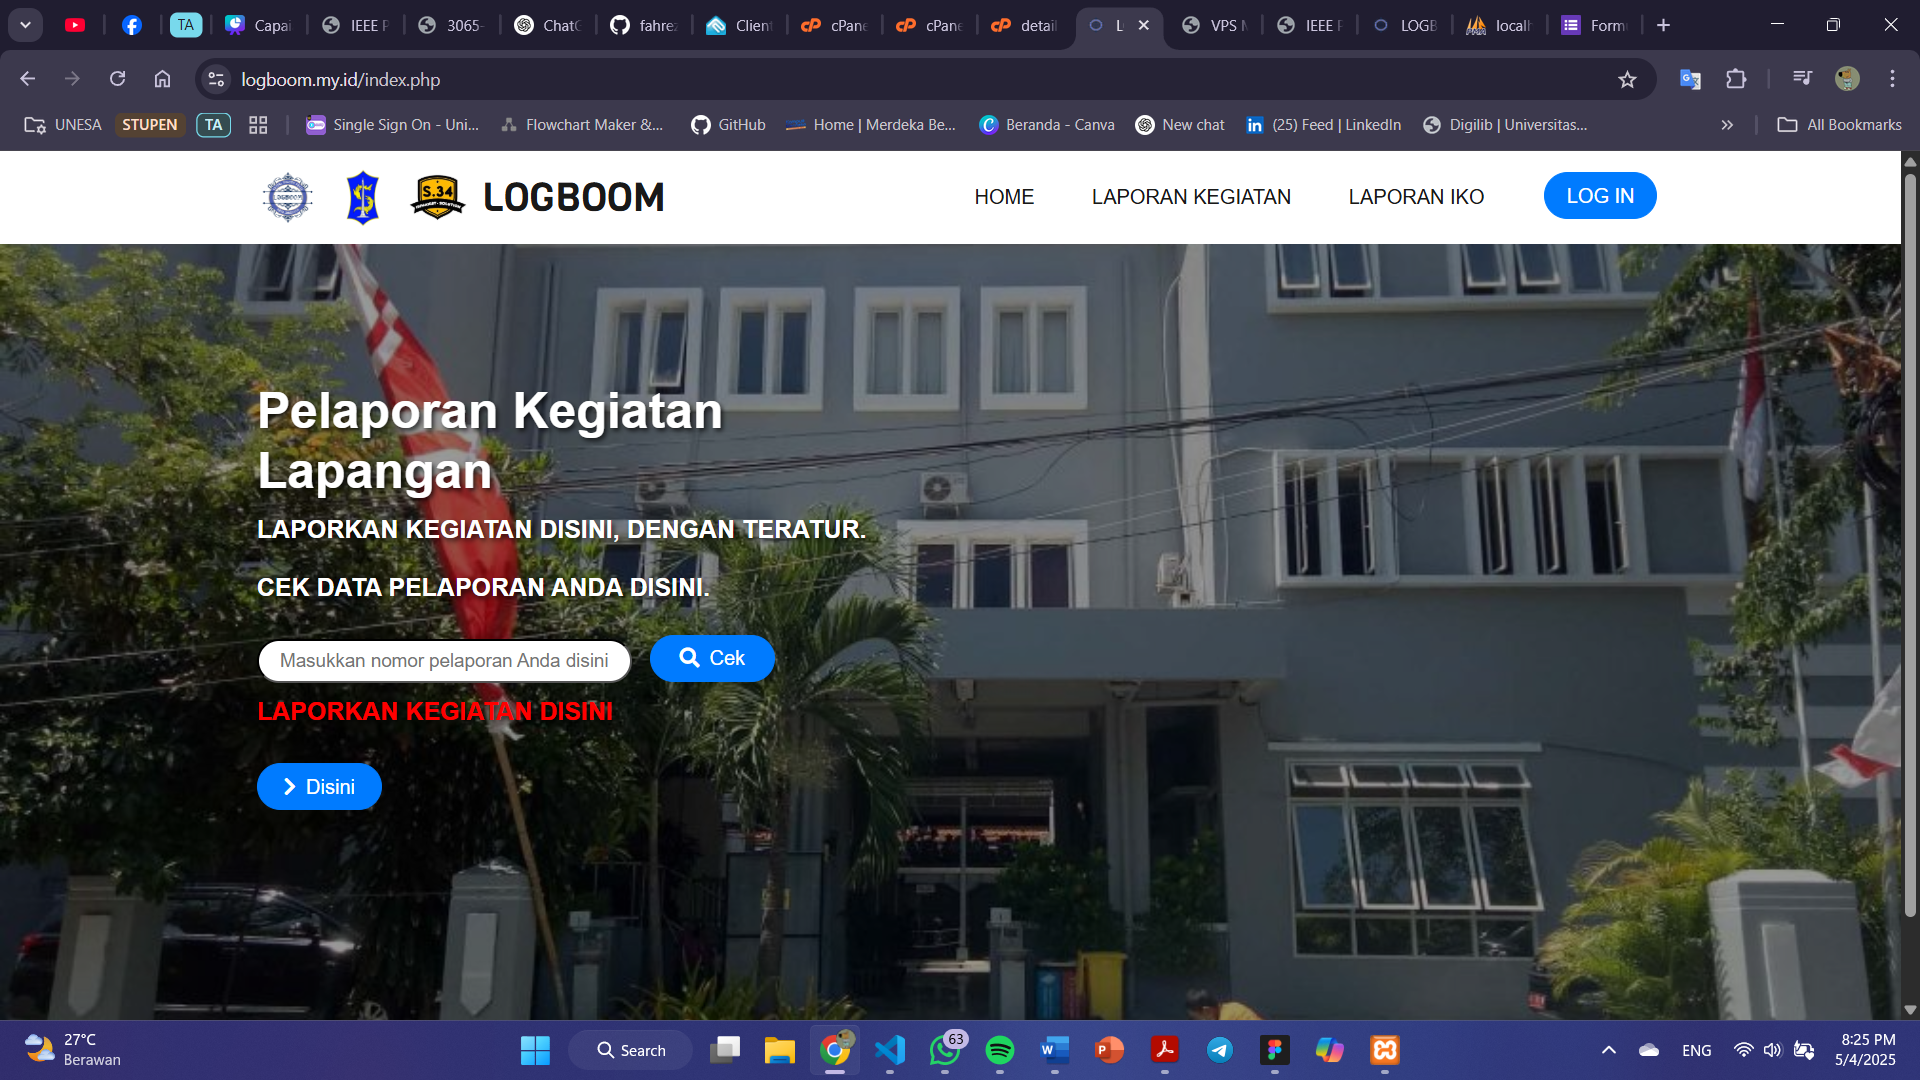 TA
Capai
IEEE P
3065-
ChatG
fahre
Client
cPane
cPane
detail
L
VPS M
IEEE P
LOGB
localh
Form
logboom.my.id/index.php
UNESA
STUPEN
TA
Single Sign On - Uni...
Flowchart Maker &...
GitHub
Home | Merdeka Be...
Beranda - Canva
New chat
(25) Feed | LinkedIn
Digilib | Universitas...
All Bookmarks
S.34
LOGBOOM
HOME
LAPORAN KEGIATAN
LAPORAN IKO
LOG IN
Pelaporan Kegiatan
Lapangan
LAPORKAN KEGIATAN DISINI, DENGAN TERATUR.
CEK DATA PELAPORAN ANDA DISINI.
Masukkan nomor pelaporan Anda disini
Cek
LAPORKAN KEGIATAN DISINI
Disini
27°C
Berawan
Search
63
ENG
8:25 PM
5/4/2025